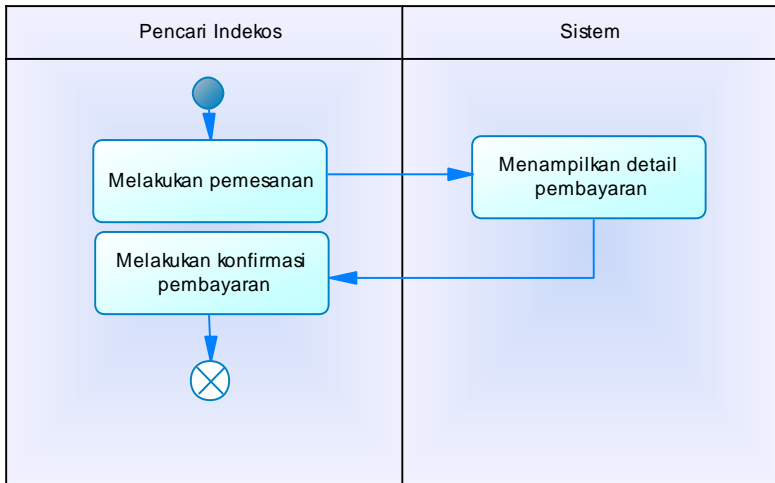 Pencari Indekos
Sistem
Melakukan pemesanan
Menampilkan detail
pembayaran
Melakukan konfirmasi
pembayaran